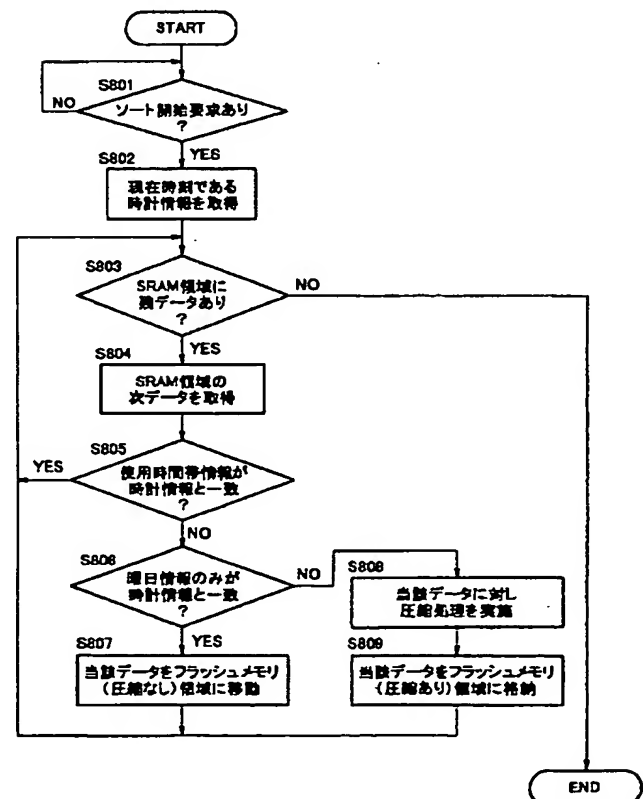 START
S801
NO
ソート開始要求あり
?
YES
S802
現在時刻である
時計情報を取得
S803
SRAM領域に
残データあり
?
NO
YES
S804
SRAM領域の
次データを取得
S805
YES
使用時間帯情報が
時計情報と一致
?
NO
S806
曜日情報のみが
時計情報と一致
?
NO
YES
S807
当該データをフラッシュメモリ
(圧縮なし)領域に移動
S808
当該データに対し
圧縮処理を実施
S809
当該データをフラッシュメモリ
(圧縮あり)領域に格納
END